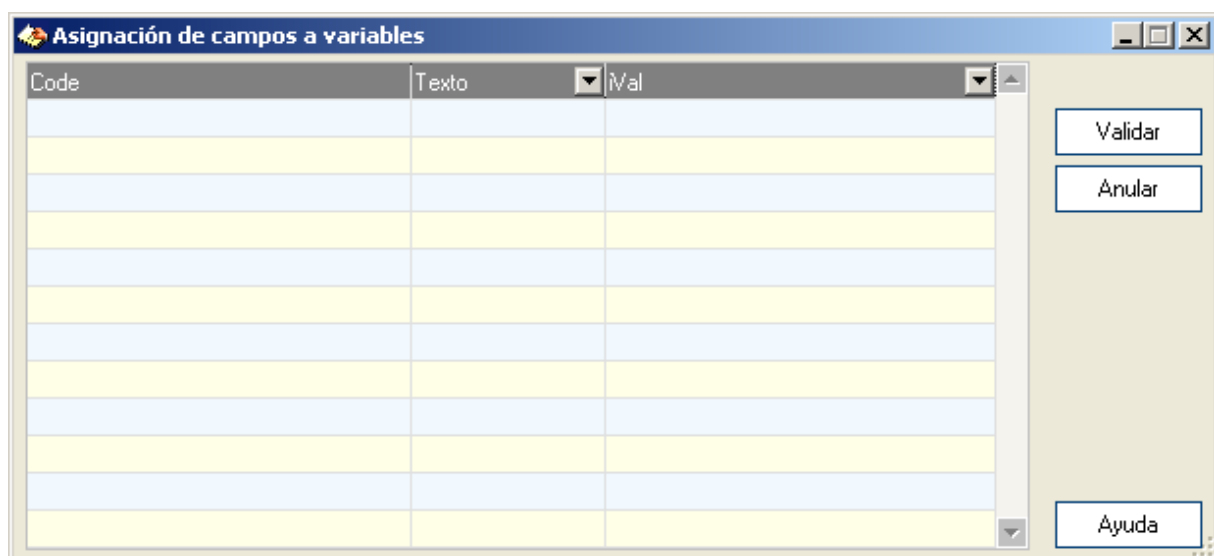 Asignación de campos a variables
Code Texto iVal
Validar
Anular
Ayuda